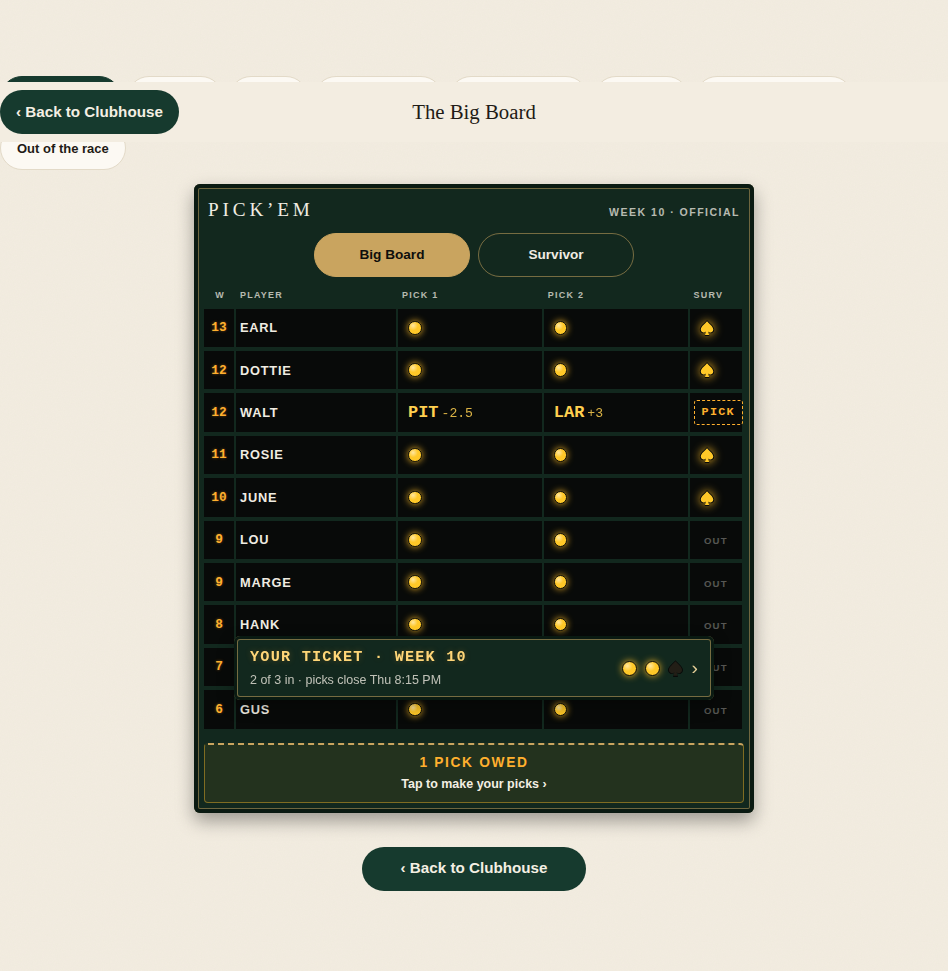 ‹ Back to Clubhouse
The Big Board
Out of the race
PICK’EM
WEEK 10 · OFFICIAL
Big Board
Survivor
W PLAYER PICK 1 PICK 2 SURV
13 EARL
12 DOTTIE
12 WALT PIT -2.5 LAR +3 PICK
11 ROSIE
10 JUNE
9 LOU OUT
9 MARGE OUT
8 HANK OUT
7
YOUR TICKET · WEEK 10
2 of 3 in · picks close Thu 8:15 PM ›
6 GUS OUT
1 PICK OWED
Tap to make your picks ›
‹ Back to Clubhouse